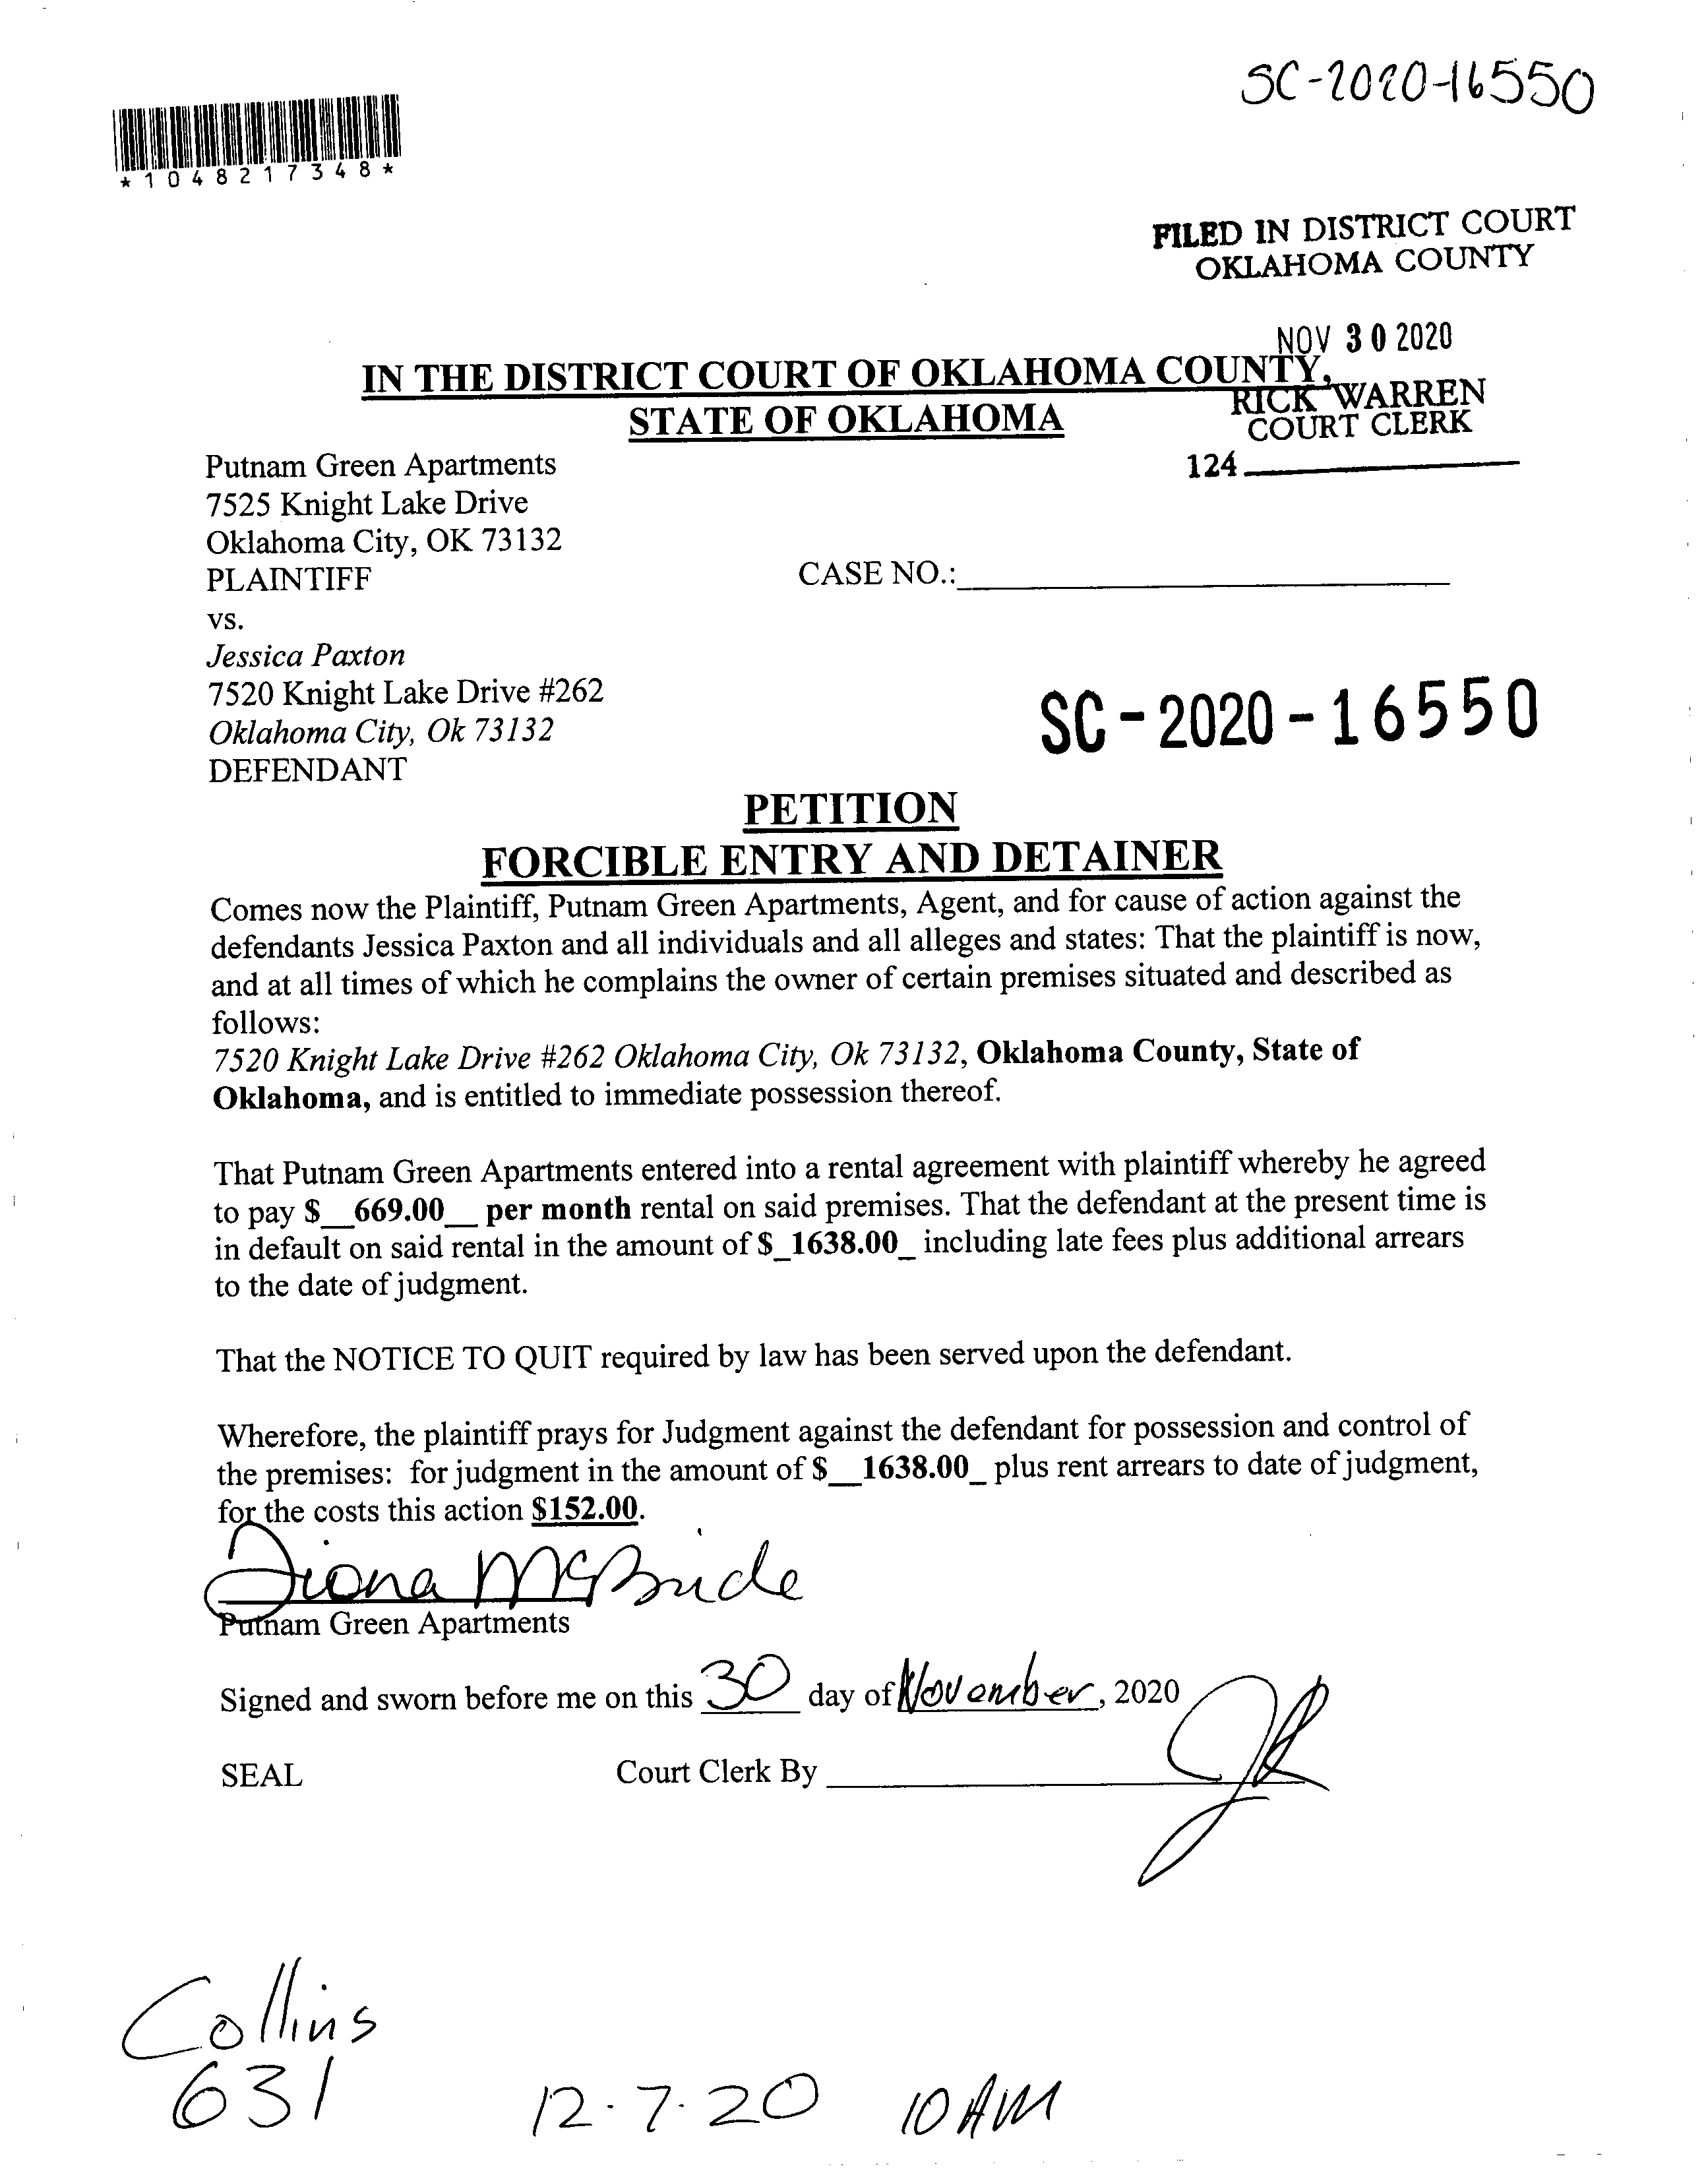 SC-2020-16550
*1048217348*
FILED IN DISTRICT COURT
OKLAHOMA COUNTY
NOV 30 2020
IN THE DISTRICT COURT OF OKLAHOMA COUNTY,
RICK WARREN
STATE OF OKLAHOMA
COURT CLERK
Putnam Green Apartments
124
7525 Knight Lake Drive
Oklahoma City, OK 73132
PLAINTIFF
CASE NO.:
vs.
Jessica Paxton
7520 Knight Lake Drive #262
SC-2020-16550
Oklahoma City, Ok 73132
DEFENDANT
PETITION
FORCIBLE ENTRY AND DETAINER
Comes now the Plaintiff, Putnam Green Apartments, Agent, and for cause of action against the
defendants Jessica Paxton and all individuals and all alleges and states: That the plaintiff is now,
and at all times of which he complains the owner of certain premises situated and described as
follows:
7520 Knight Lake Drive #262 Oklahoma City, Ok 73132, Oklahoma County, State of
Oklahoma, and is entitled to immediate possession thereof.
That Putnam Green Apartments entered into a rental agreement with plaintiff whereby he agreed
to pay $__669.00__ per month rental on said premises. That the defendant at the present time is
in default on said rental in the amount of $_1638.00_ including late fees plus additional arrears
to the date of judgment.
That the NOTICE TO QUIT required by law has been served upon the defendant.
Wherefore, the plaintiff prays for Judgment against the defendant for possession and control of
the premises: for judgment in the amount of $__1638.00_ plus rent arrears to date of judgment,
for the costs this action $152.00.
Diona McBride
Putnam Green Apartments
Signed and sworn before me on this 30 day of November, 2020
SEAL Court Clerk By
Collins
631 12.7.20 10 AM